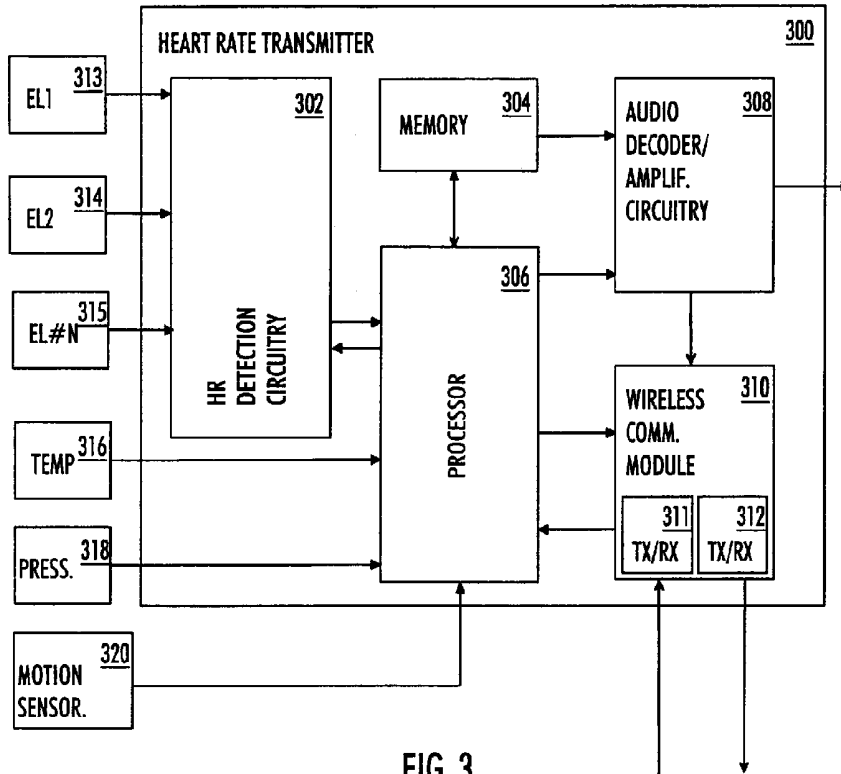 HEART RATE TRANSMITTER
300
313
EL1
302
304
MEMORY
308
AUDIO
DECODER/
AMPLIF.
CIRCUITRY
314
EL2
306
315
EL#N
HR
DETECTION
CIRCUITRY
PROCESSOR
310
WIRELESS
COMM.
MODULE
316
TEMP
311
TX/RX
312
TX/RX
318
PRESS.
320
MOTION
SENSOR.
FIG. 3